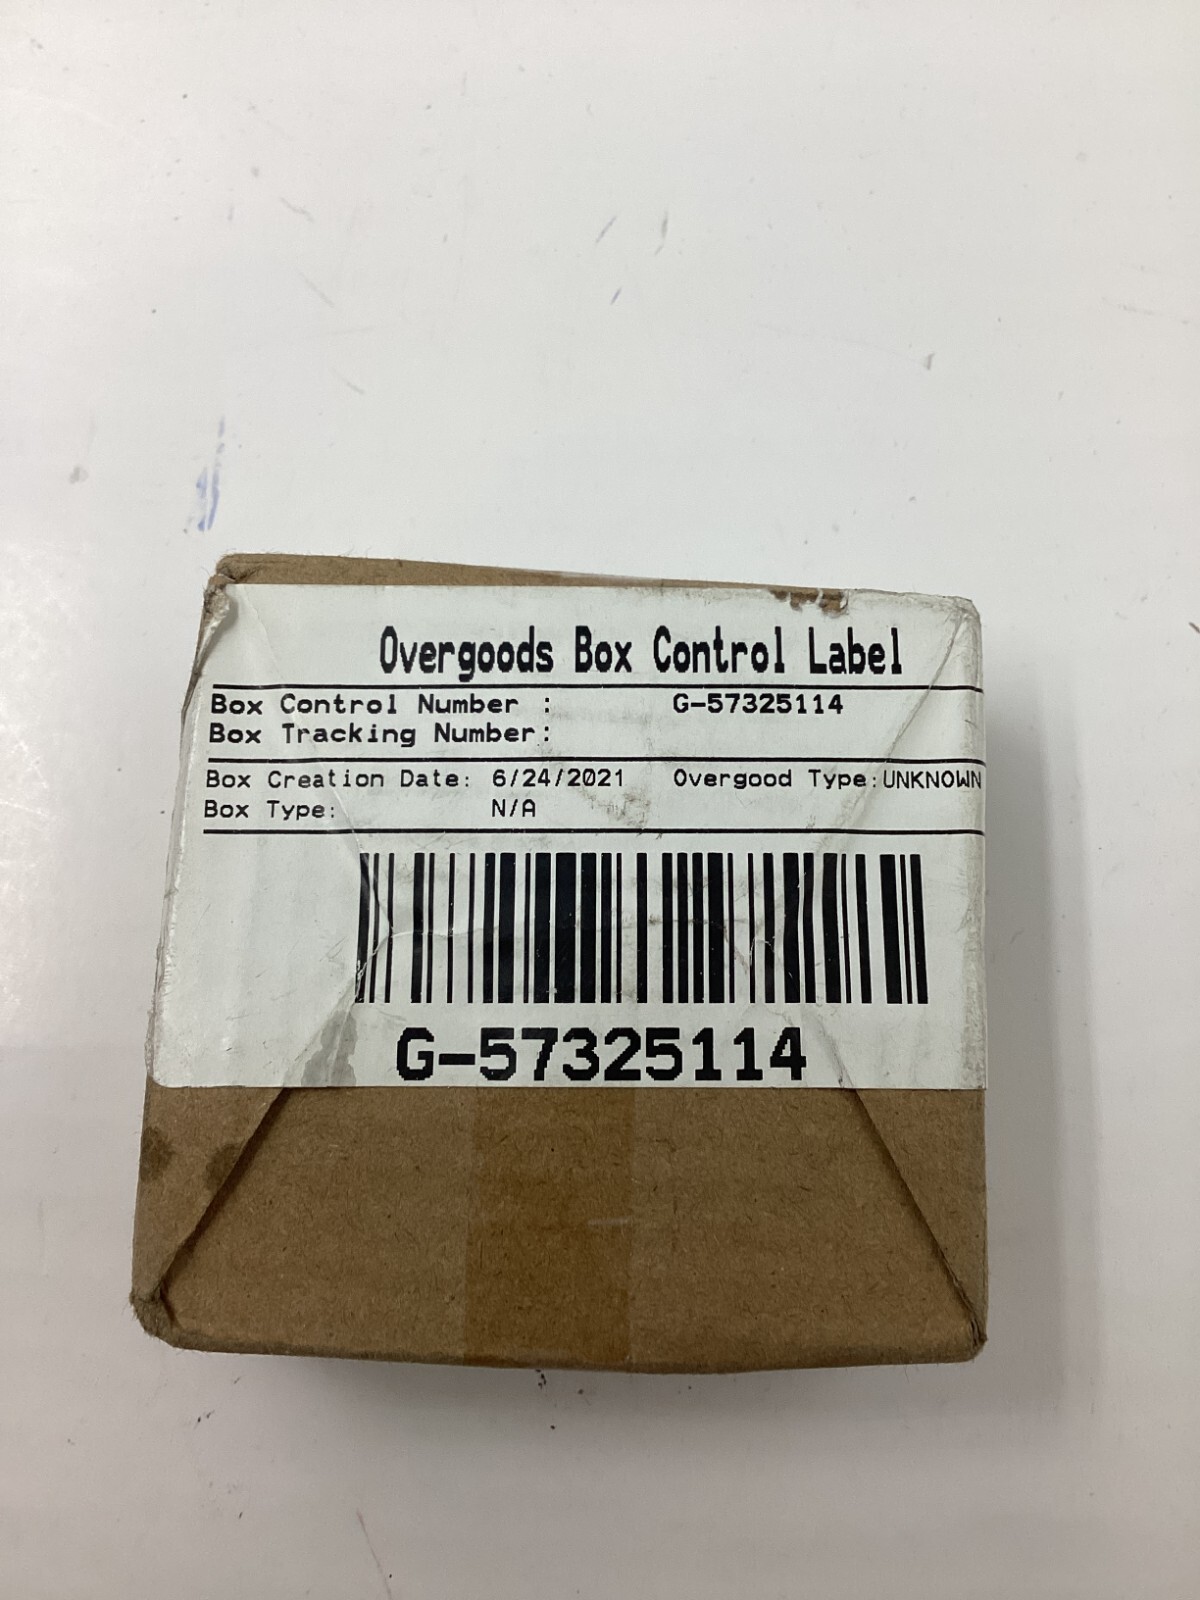 Overgoods Box Control Label
Box Control Number : G-57325114
Box Tracking Number:
Box Creation Date: 6/24/2021 Overgood Type:UNKNOWN
Box Type: N/A
G-57325114